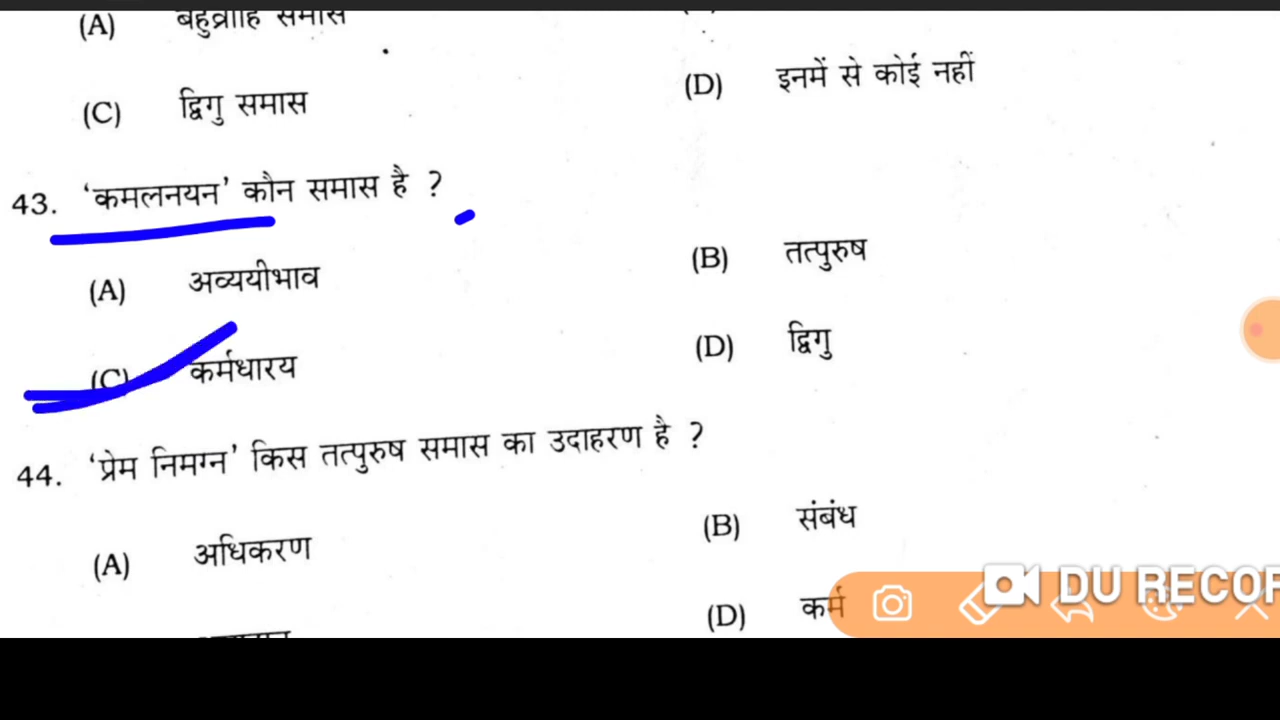 (A) बहुव्रीहि समास
(C) द्विगु समास
(D) इनमें से कोई नहीं
43. ‘कमलनयन’ कौन समास है ?
(A) अव्ययीभाव
(B) तत्पुरुष
(C) कर्मधारय
(D) द्विगु
44. ‘प्रेम निमग्न’ किस तत्पुरुष समास का उदाहरण है ?
(A) अधिकरण
(B) संबंध
(D) कर्म
DU RECOR